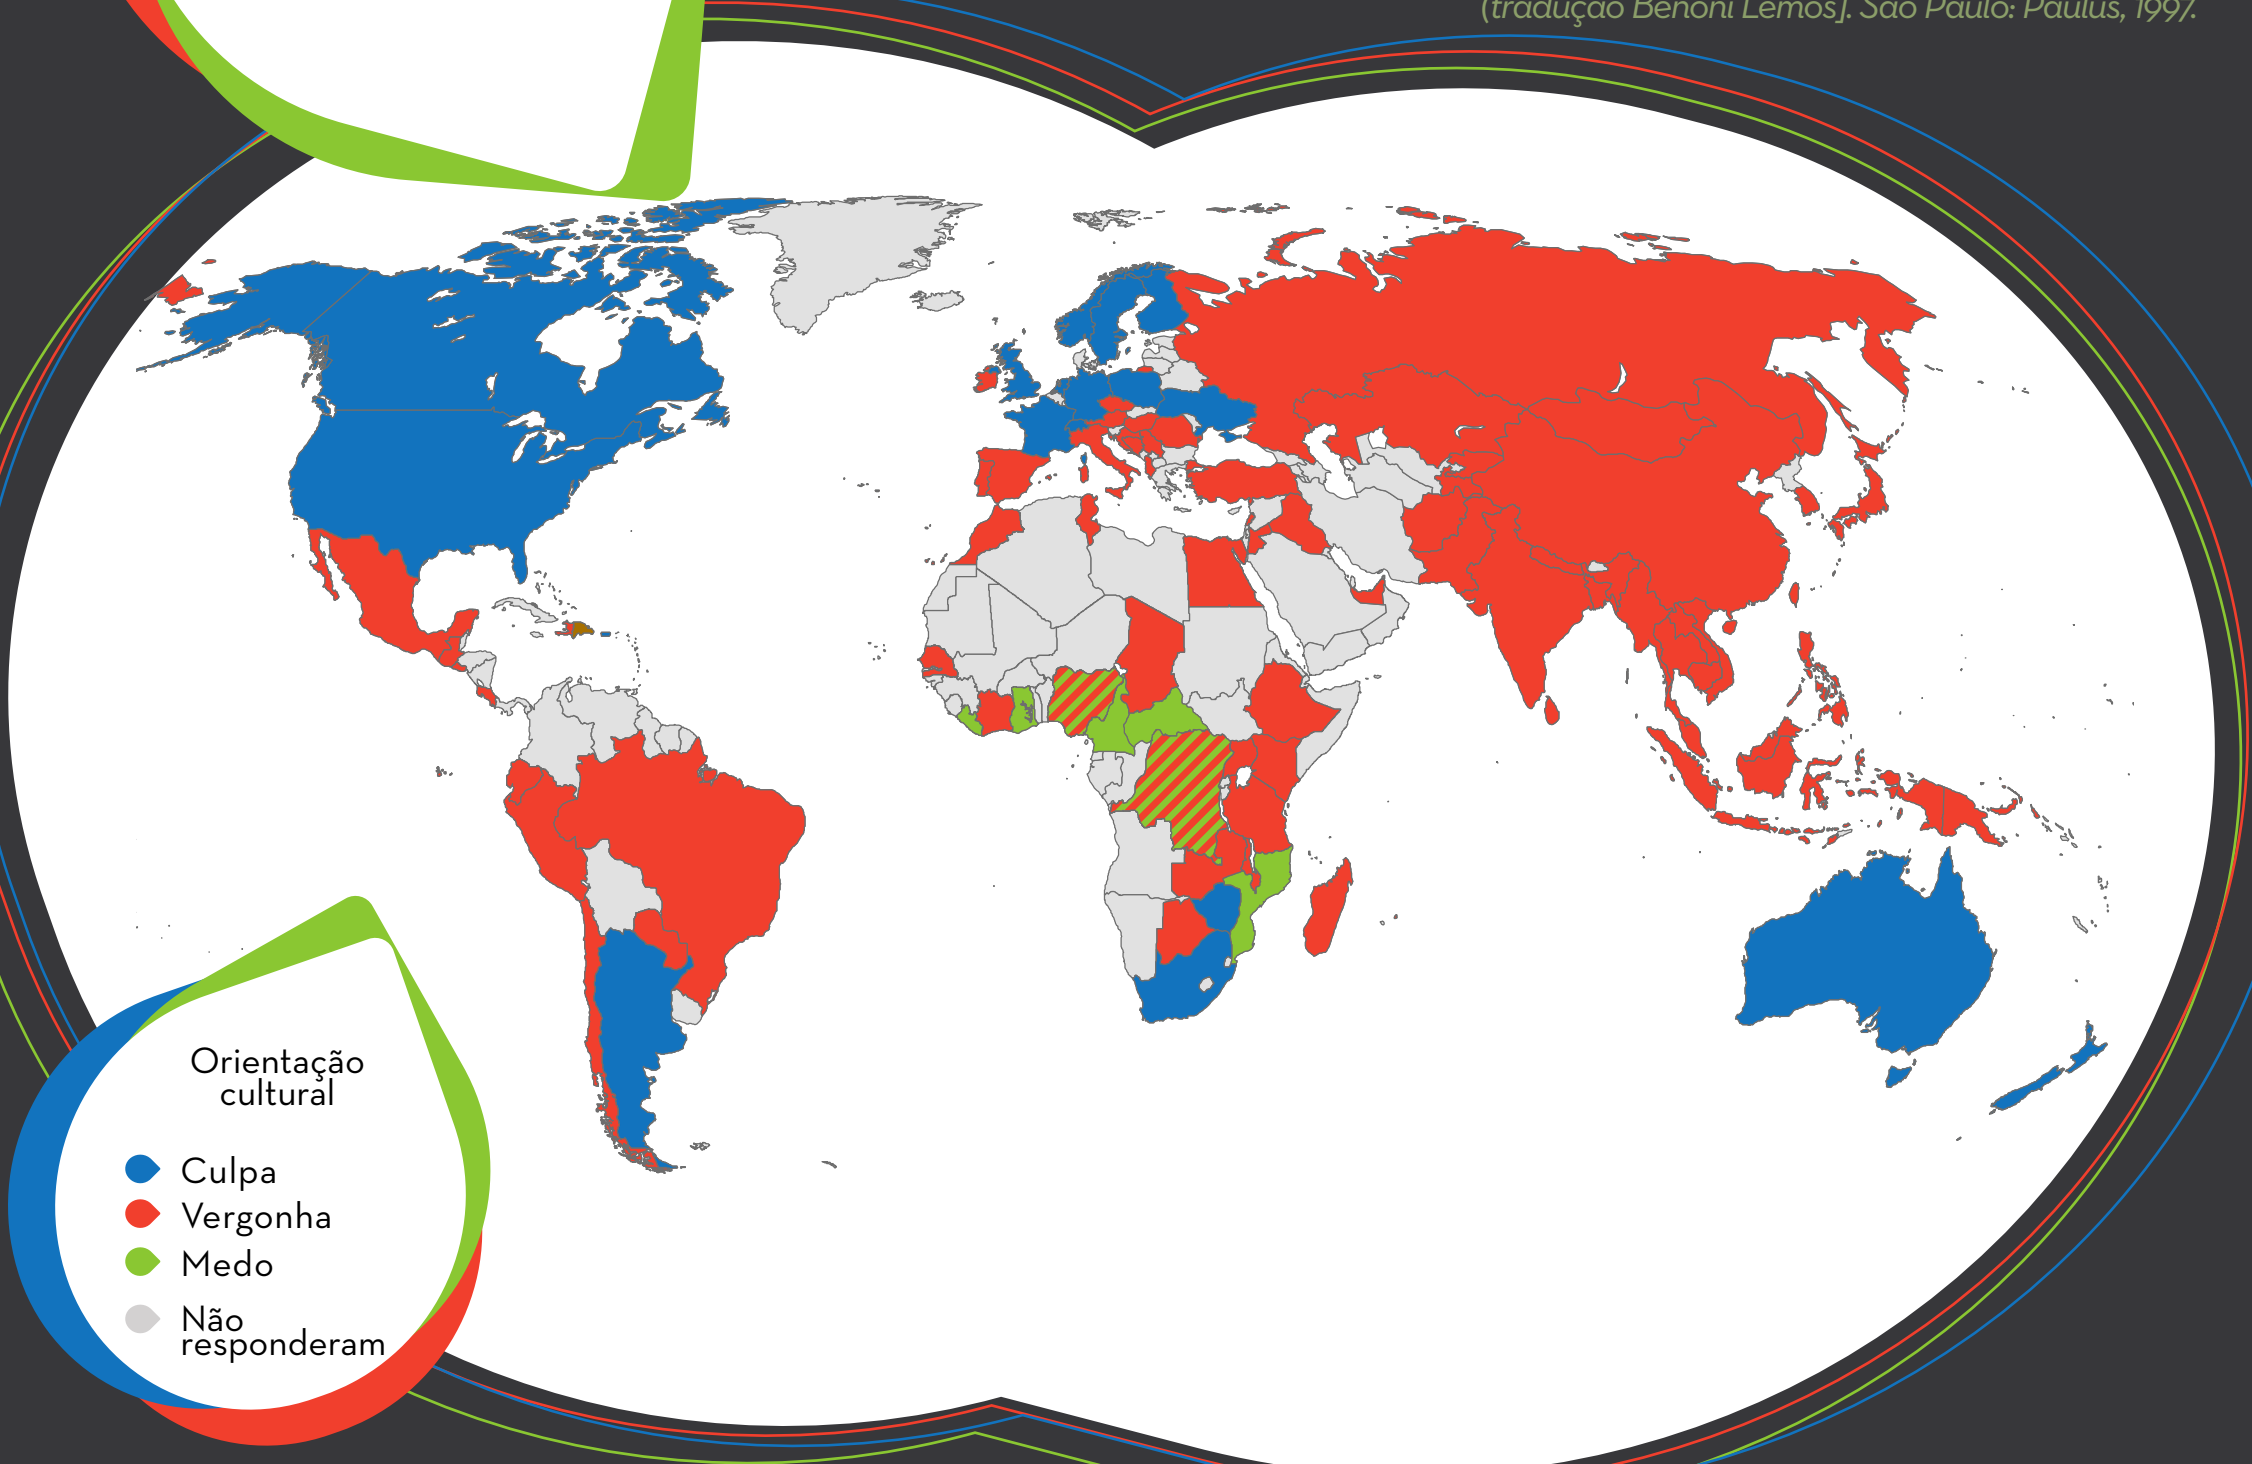 (tradução Benoni Lemos]. São Paulo: Paulus, 1997.
Orientação
cultural
Culpa
Vergonha
Medo
Não
responderam